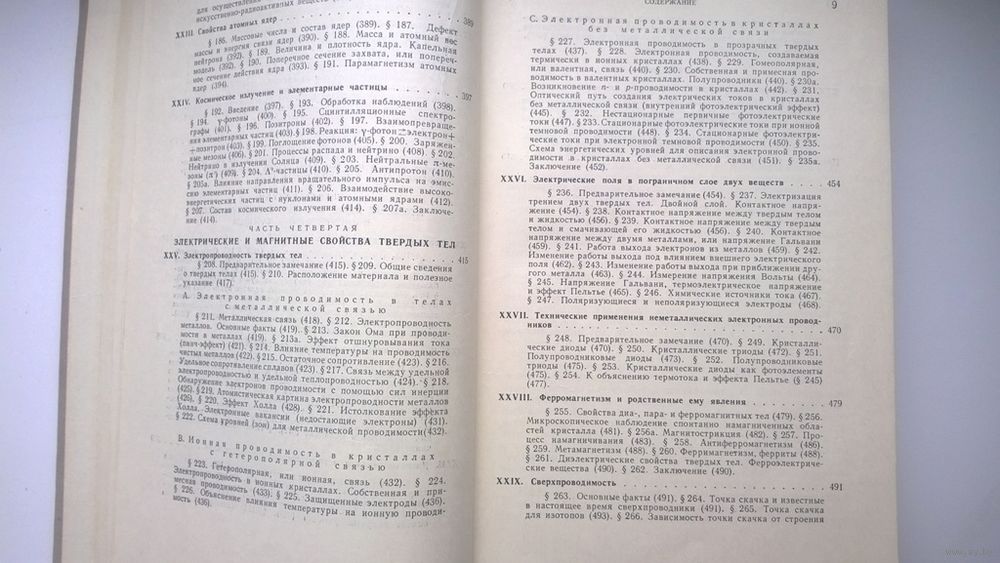 для осуществления
искусственно-радиоактивных веществ
XXIII. Свойства атомных ядер . . . . . . . . . 389
§ 186. Массовые числа и состав ядер (389). § 187. Дефект
массы и энергия связи ядер (390). § 188. Масса и атомный вес
нейтрона (392). § 189. Величина и плотность ядра. Капельная
модель (392). § 190. Поперечное сечение захвата, или попереч-
ное сечение действия ядра (393). § 191. Парамагнетизм атомных
ядер (394)
XXIV. Космическое излучение и элементарные частицы . . . . . . 397
§ 192. Введение (397). § 193. Обработка наблюдений (398).
§ 194. γ-фотоны (400). § 195. Сцинтилляционные спектро-
графы (401). § 196. Позитроны (402). § 197. Взаимопревраще-
ния элементарных частиц (403). § 198. Реакция: γ-фотон⇄электрон+
+позитрон (403). § 199. Поглощение фотонов (405). § 200. Заряжен-
ные мезоны (406). § 201. Процессы распада и нейтрино (408). § 202.
Нейтрино в излучении Солнца (409). § 203. Нейтральные π-ме-
зоны (π°) (409). § 204. Λ°-частицы (410). § 205. Антипротон (410).
§ 205а. Влияние направления вращательного импульса на эмис-
сию элементарных частиц (411). § 206. Взаимодействие высоко-
энергетических частиц с нуклонами и атомными ядрами (412).
§ 207. Состав космического излучения (414). § 207а. Заключе-
ние (414).
ЧАСТЬ ЧЕТВЕРТАЯ
ЭЛЕКТРИЧЕСКИЕ И МАГНИТНЫЕ СВОЙСТВА ТВЕРДЫХ ТЕЛ
XXV. Электропроводность твердых тел . . . . . . . . . . . 415
§ 208. Предварительное замечание (415). § 209. Общие сведения
о твердых телах (415). § 210. Расположение материала и полезное
указание (417).
А. Электронная проводимость в телах
с металлической связью
§ 211. Металлическая связь (418). § 212. Электропроводность
металлов. Основные факты (419). § 213. Закон Ома при проводи-
мости в металлах (419). § 213а. Эффект отшнуровывания тока
(пинч-эффект) (421). § 214. Влияние температуры на проводимость
чистых металлов (422). § 215. Остаточное сопротивление (423). § 216.
Удельное сопротивление сплавов (423). § 217. Связь между удельной
электропроводностью и удельной теплопроводностью (424). § 218.
Обнаружение электронов проводимости с помощью сил инерции
(425). § 219. Атомистическая картина электропроводности металлов
(426). § 220. Эффект Холла (428). § 221. Истолкование эффекта
Холла. Электронные вакансии (недостающие электроны) (431).
§ 222. Схема уровней (зон) для металлической проводимости (432).
В. Ионная проводимость в кристаллах
с гетерополярной связью
§ 223. Гетерополярная, или ионная, связь (432). § 224.
Электропроводность в ионных кристаллах. Собственная и при-
месная проводимость (433). § 225. Защищенные электроды (436).
§ 226. Объяснение влияния температуры на ионную проводи-
мость (436).
СОДЕРЖАНИЕ 9
С. Электронная проводимость в кристаллах
без металлической связи
§ 227. Электронная проводимость в прозрачных твердых
телах (437). § 228. Электронная проводимость, создаваемая
термически в ионных кристаллах (438). § 229. Гомеополярная,
или валентная, связь (440). § 230. Собственная и примесная про-
водимость в валентных кристаллах. Полупроводники (440). § 230а.
Возникновение n- и p-проводимости в кристаллах (442). § 231.
Оптический путь создания электрических токов в кристаллах
без металлической связи (внутренний фотоэлектрический эффект)
(445). § 232. Нестационарные первичные фотоэлектрические
токи (447). § 233. Стационарные фотоэлектрические токи при ионной
темновой проводимости (448). § 234. Стационарные фотоэлектри-
ческие токи при электронной темновой проводимости (450). § 235.
Схема энергетических уровней для описания электронной прово-
димости в кристаллах без металлической связи (451). § 235а.
Заключение (452).
XXVI. Электрические поля в пограничном слое двух веществ . . . . 454
§ 236. Предварительное замечание (454). § 237. Электризация
трением двух твердых тел. Двойной слой. Контактное напря-
жение (454). § 238. Контактное напряжение между твердым телом
и жидкостью (456). § 239. Контактное напряжение между твердым
телом и смачивающей его жидкостью (456). § 240. Контактное
напряжение между двумя металлами, или напряжение Гальвани
(459). § 241. Работа выхода электронов из металлов (459). § 242.
Изменение работы выхода под влиянием внешнего электрического
поля (462). § 243. Изменение работы выхода при приближении дру-
гого металла (463). § 244. Измерение напряжения Вольты (464).
§ 245. Напряжение Гальвани, термоэлектрическое напряжение
и эффект Пельтье (465). § 246. Химические источники тока (467).
§ 247. Поляризующиеся и неполяризующиеся электроды (468).
XXVII. Технические применения неметаллических электронных провод-
ников . . . . . . . . . . . . . . . . . . . . . 470
§ 248. Предварительное замечание (470). § 249. Кристалли-
ческие диоды (470). § 250. Кристаллические триоды (472). § 251.
Полупроводниковые диоды (473). § 252. Полупроводниковые
триоды (475). § 253. Кристаллические диоды как фотоэлементы
(475). § 254. К объяснению термотока и эффекта Пельтье (§ 245)
(477).
XXVIII. Ферромагнетизм и родственные ему явления . . . . . . . 479
§ 255. Свойства диа-, пара- и ферромагнитных тел (479). § 256.
Микроскопическое наблюдение спонтанно намагниченных обла-
стей кристалла (481). § 256а. Магнитострикция (482). § 257. Про-
цесс намагничивания (483). § 258. Антиферромагнетизм (486).
§ 259. Метамагнетизм (488). § 260. Ферримагнетизм, ферриты (488).
§ 261. Диэлектрические свойства твердых тел. Ферроэлектриче-
ские вещества (490). § 262. Заключение (490).
XXIX. Сверхпроводимость . . . . . . . . . . . . . . . . 491
§ 263. Основные факты (491). § 264. Точка скачка и известные
в настоящее время сверхпроводники (491). § 265. Точка скачка
для изотопов (493). § 266. Зависимость точки скачка от строения